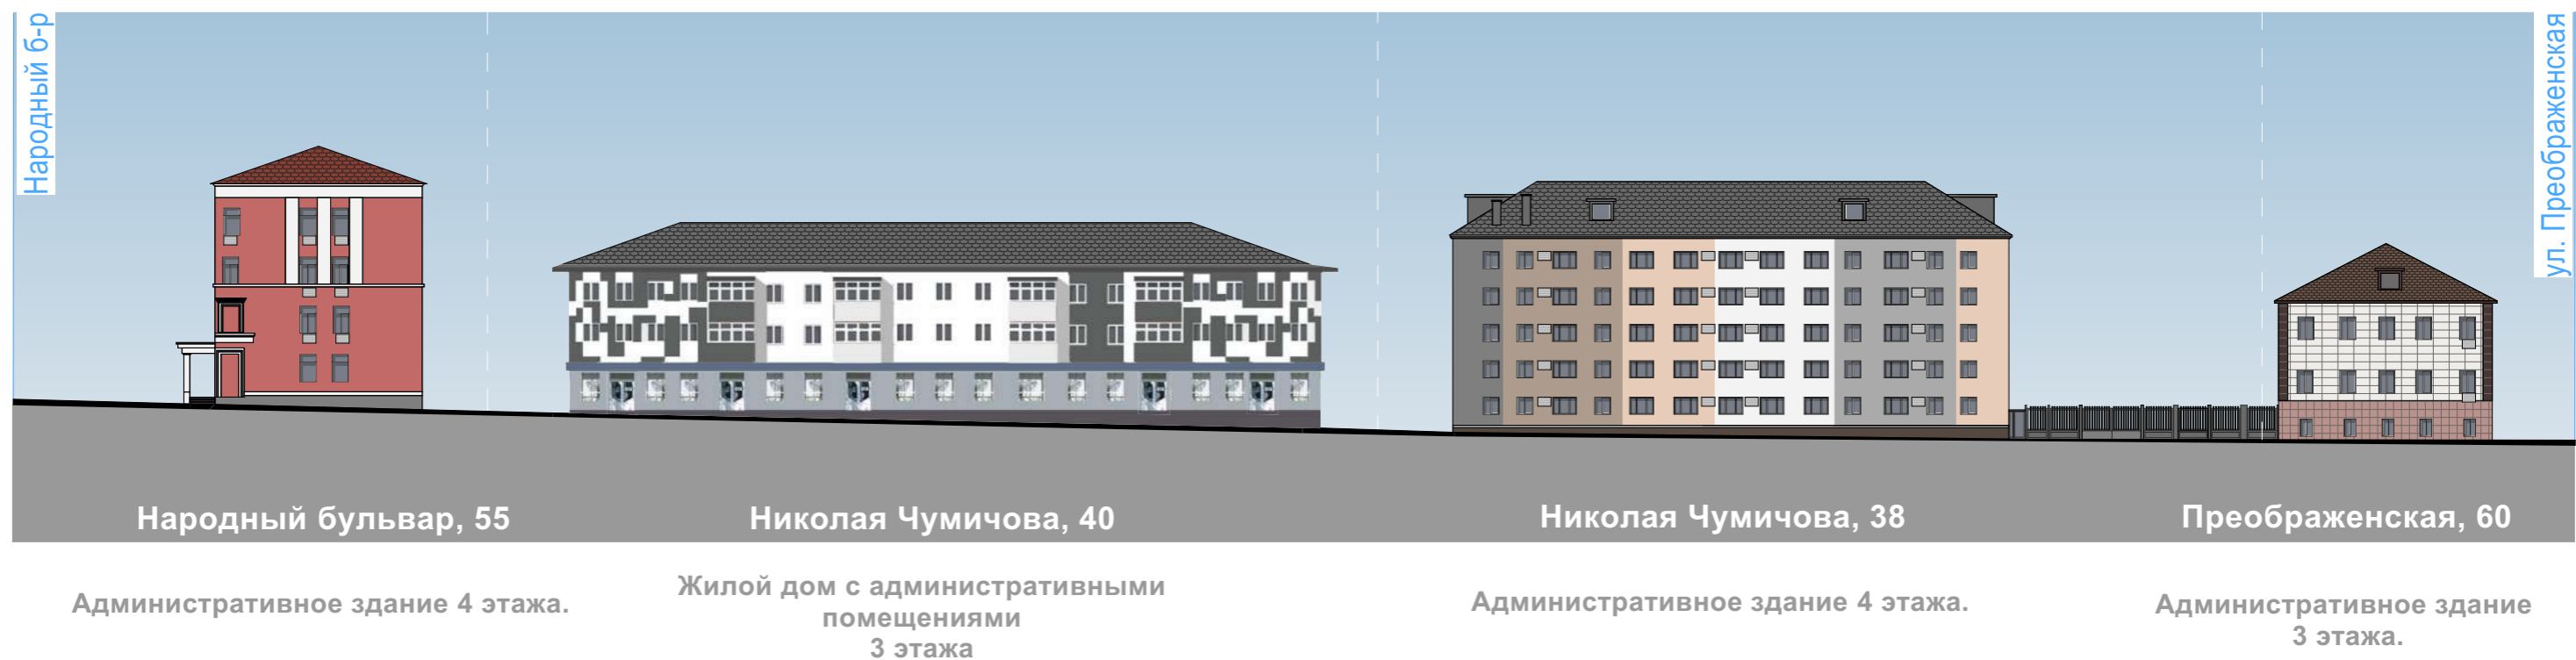 Народный б-р
ул. Преображенская
Народный бульвар, 55
Николая Чумичова, 40
Николая Чумичова, 38
Преображенская, 60
Административное здание 4 этажа.
Жилой дом с административными
помещениями
3 этажа
Административное здание 4 этажа.
Административное здание
3 этажа.